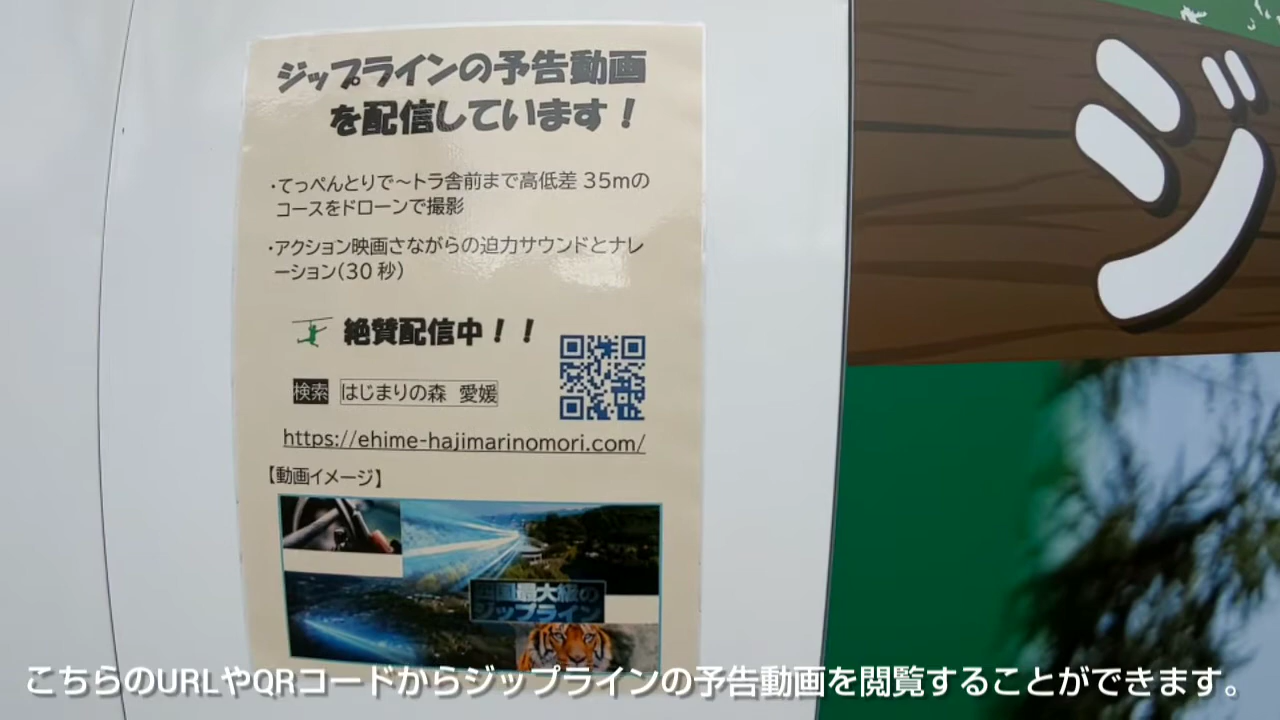 ジップラインの予告動画
を配信しています！
・てっぺんとりで～トラ舎前まで高低差 35mの
コースをドローンで撮影
・アクション映画さながらの迫力サウンドとナレ
ーション(30 秒)
絶賛配信中！！
検索 はじまりの森 愛媛
https://ehime-hajimarinomori.com/
【動画イメージ】
四国最大級の
ジップライン
ジ
こちらのURLやQRコードからジップラインの予告動画を閲覧することができます。